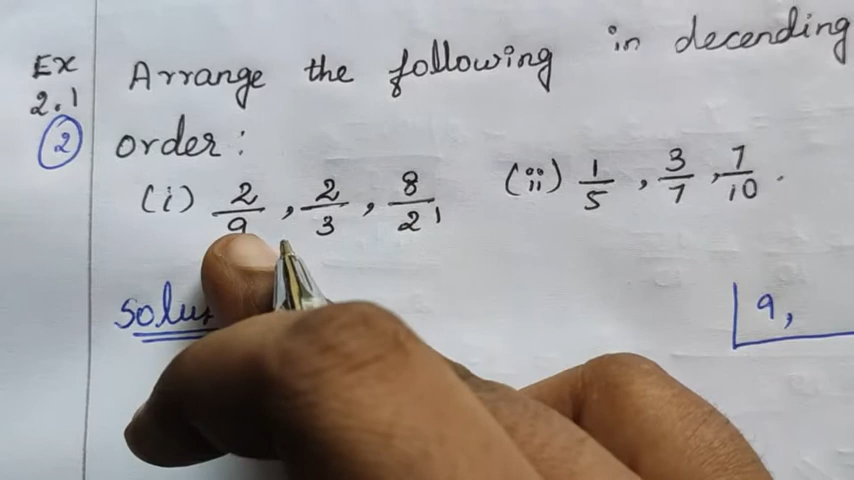 Ex 2.1 Arrange the following in decending
② order:
(i) 2/9, 2/3, 8/21 (ii) 1/5, 3/7, 7/10.
9,